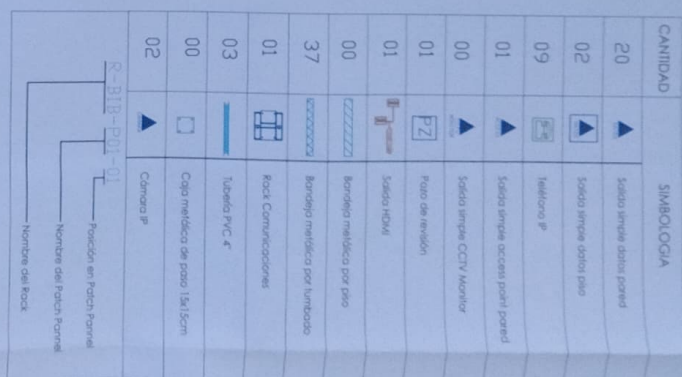 CANTIDAD SIMBOLOGIA
20 Salida simple datos pared
02 Salida simple datos piso
09 Teléfono IP
01 Salida simple access point pared
00 Salida simple CCTV Monitor
01 PZ Pozo de revisión
01 Salida HDMI
00 Bandeja metálica por piso
37 Bandeja metálica por tumbado
01 Rack Comunicaciones
03 Tubería PVC 4"
00 Caja metálica de paso 15x15cm
02 Cámara IP
R-BIB-P01-01
Posición en Patch Pannel
Nombre del Patch Pannel
Nombre del Rack